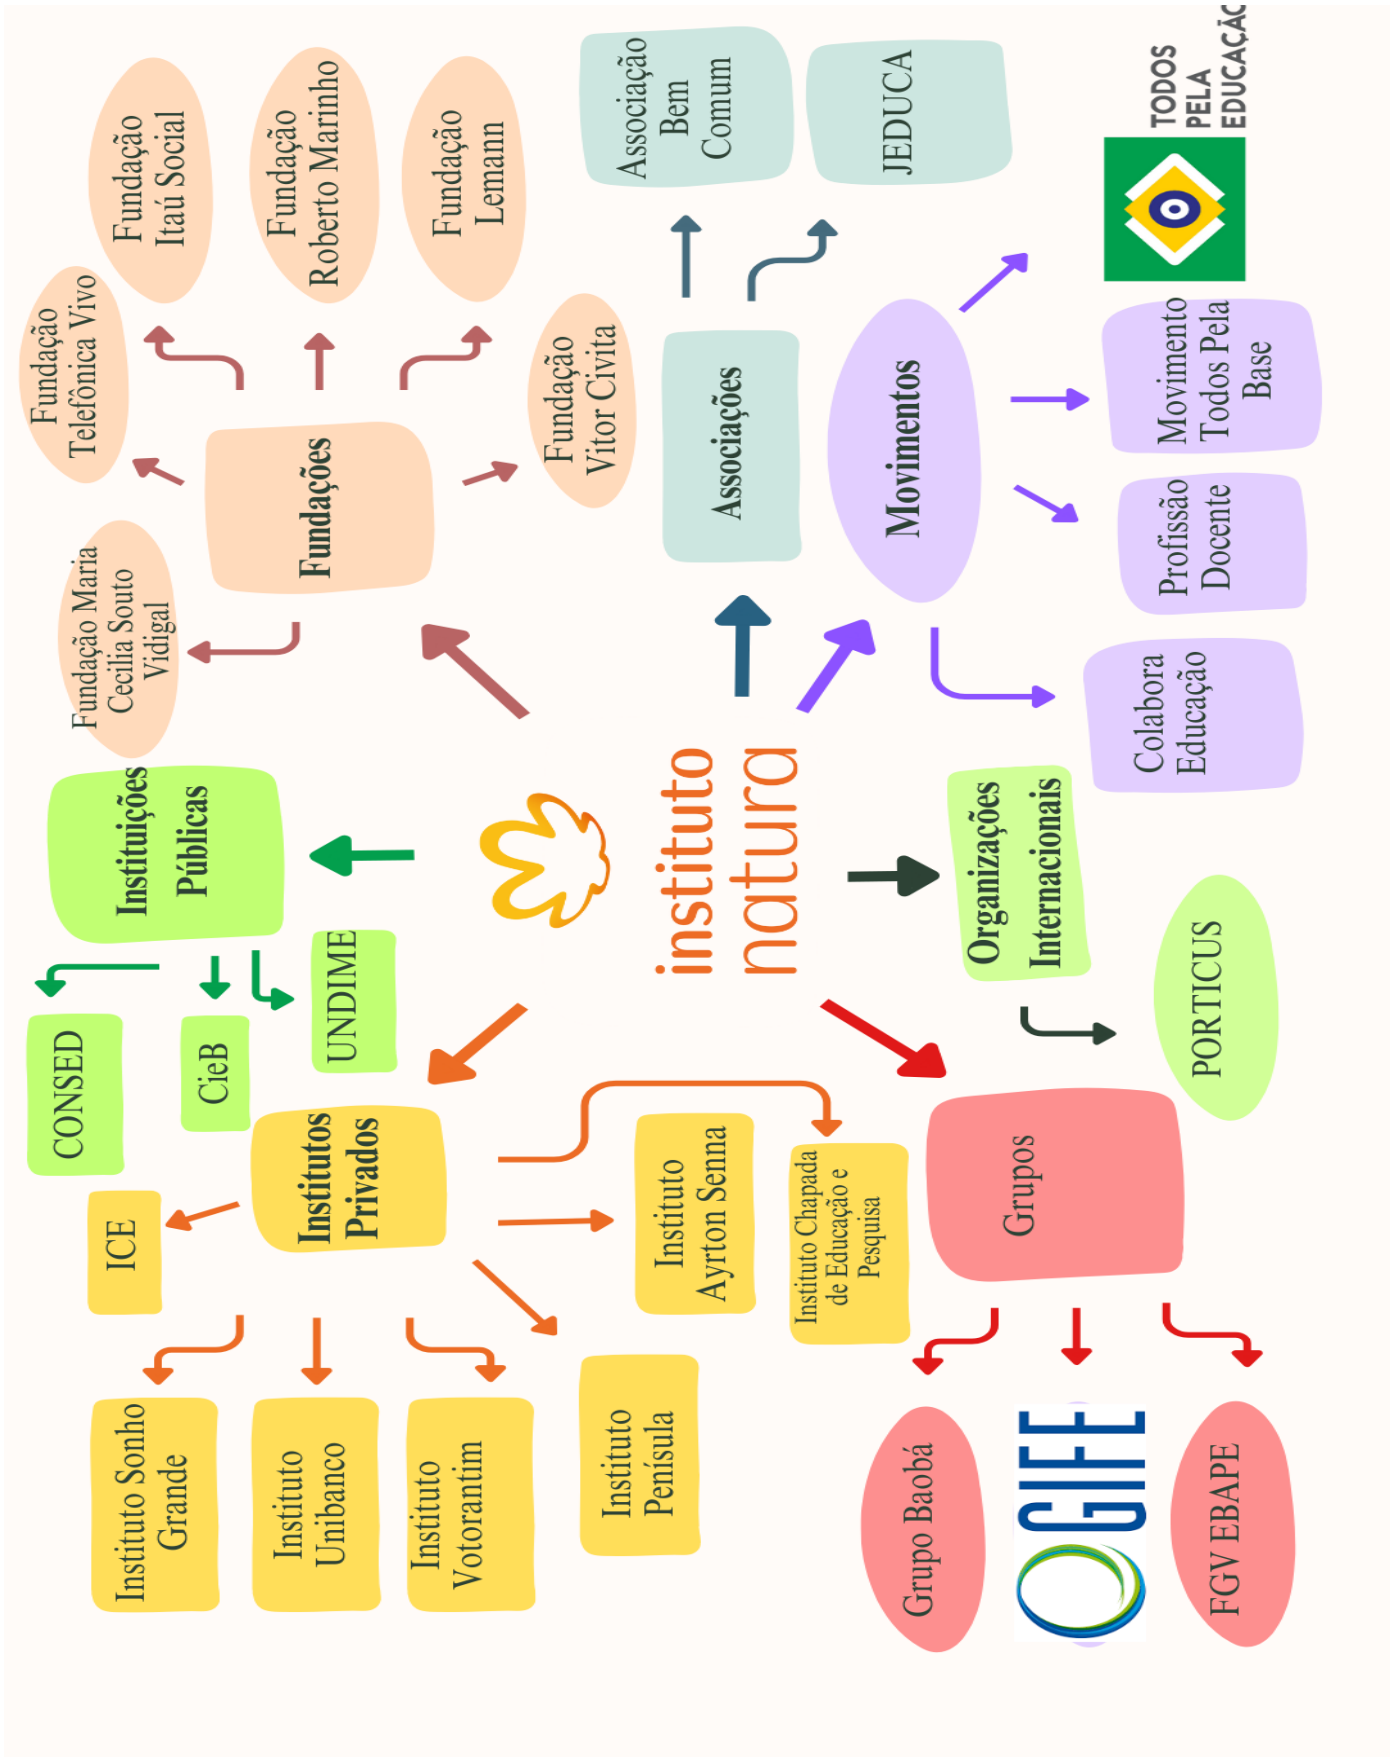 Instituto Sonho
Grande
Instituto
Unibanco
Instituto
Votorantim
Instituto
Penísula
ICE
Institutos
Privados
Instituto
Ayrton Senna
Instituto Chapada
de Educação e
Pesquisa
CONSED
CieB
UNDIME
Instituições
Públicas
Fundação Maria
Cecilia Souto
Vidigal
Fundação
Telefônica Vivo
Fundação
Itaú Social
Fundação
Roberto Marinho
Fundação
Lemann
Fundação
Vitor Civita
Fundações
instituto
natura
Associações
Associação
Bem
Comum
JEDUCA
Movimentos
TODOS
PELA
EDUCAÇÃO
Movimento
Todos Pela
Base
Profissão
Docente
Colabora
Educação
Organizações
Internacionais
PORTICUS
Grupos
Grupo Baobá
GIFE
FGV EBAPE